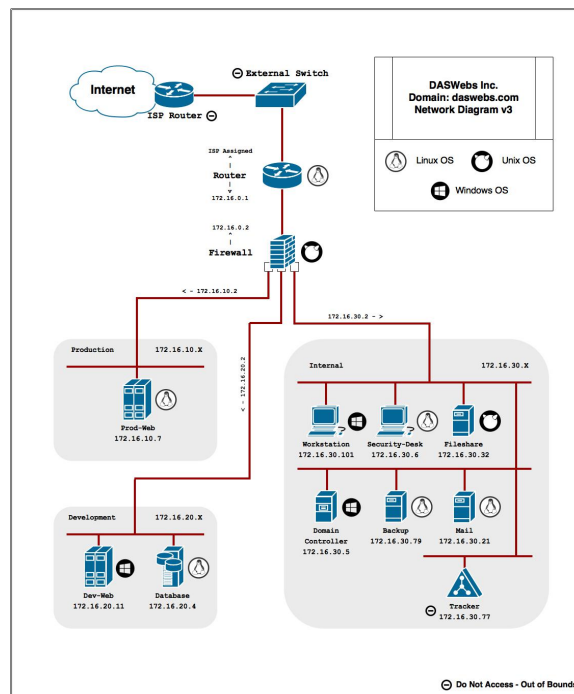 Internet
External Switch
ISP Router
DASWebs Inc.
Domain: daswebs.com
Network Diagram v3
Linux OS
Unix OS
Windows OS
ISP Assigned
Router
172.16.0.1
172.16.0.2
Firewall
< - 172.16.10.2
172.16.30.2 - >
< - 172.16.20.2
Production 172.16.10.X
Prod-Web
172.16.10.7
Internal 172.16.30.X
Workstation
172.16.30.101
Security-Desk
172.16.30.6
Fileshare
172.16.30.32
Domain
Controller
172.16.30.5
Backup
172.16.30.79
Mail
172.16.30.21
Tracker
172.16.30.77
Development 172.16.20.X
Dev-Web
172.16.20.11
Database
172.16.20.4
Do Not Access - Out of Bounds